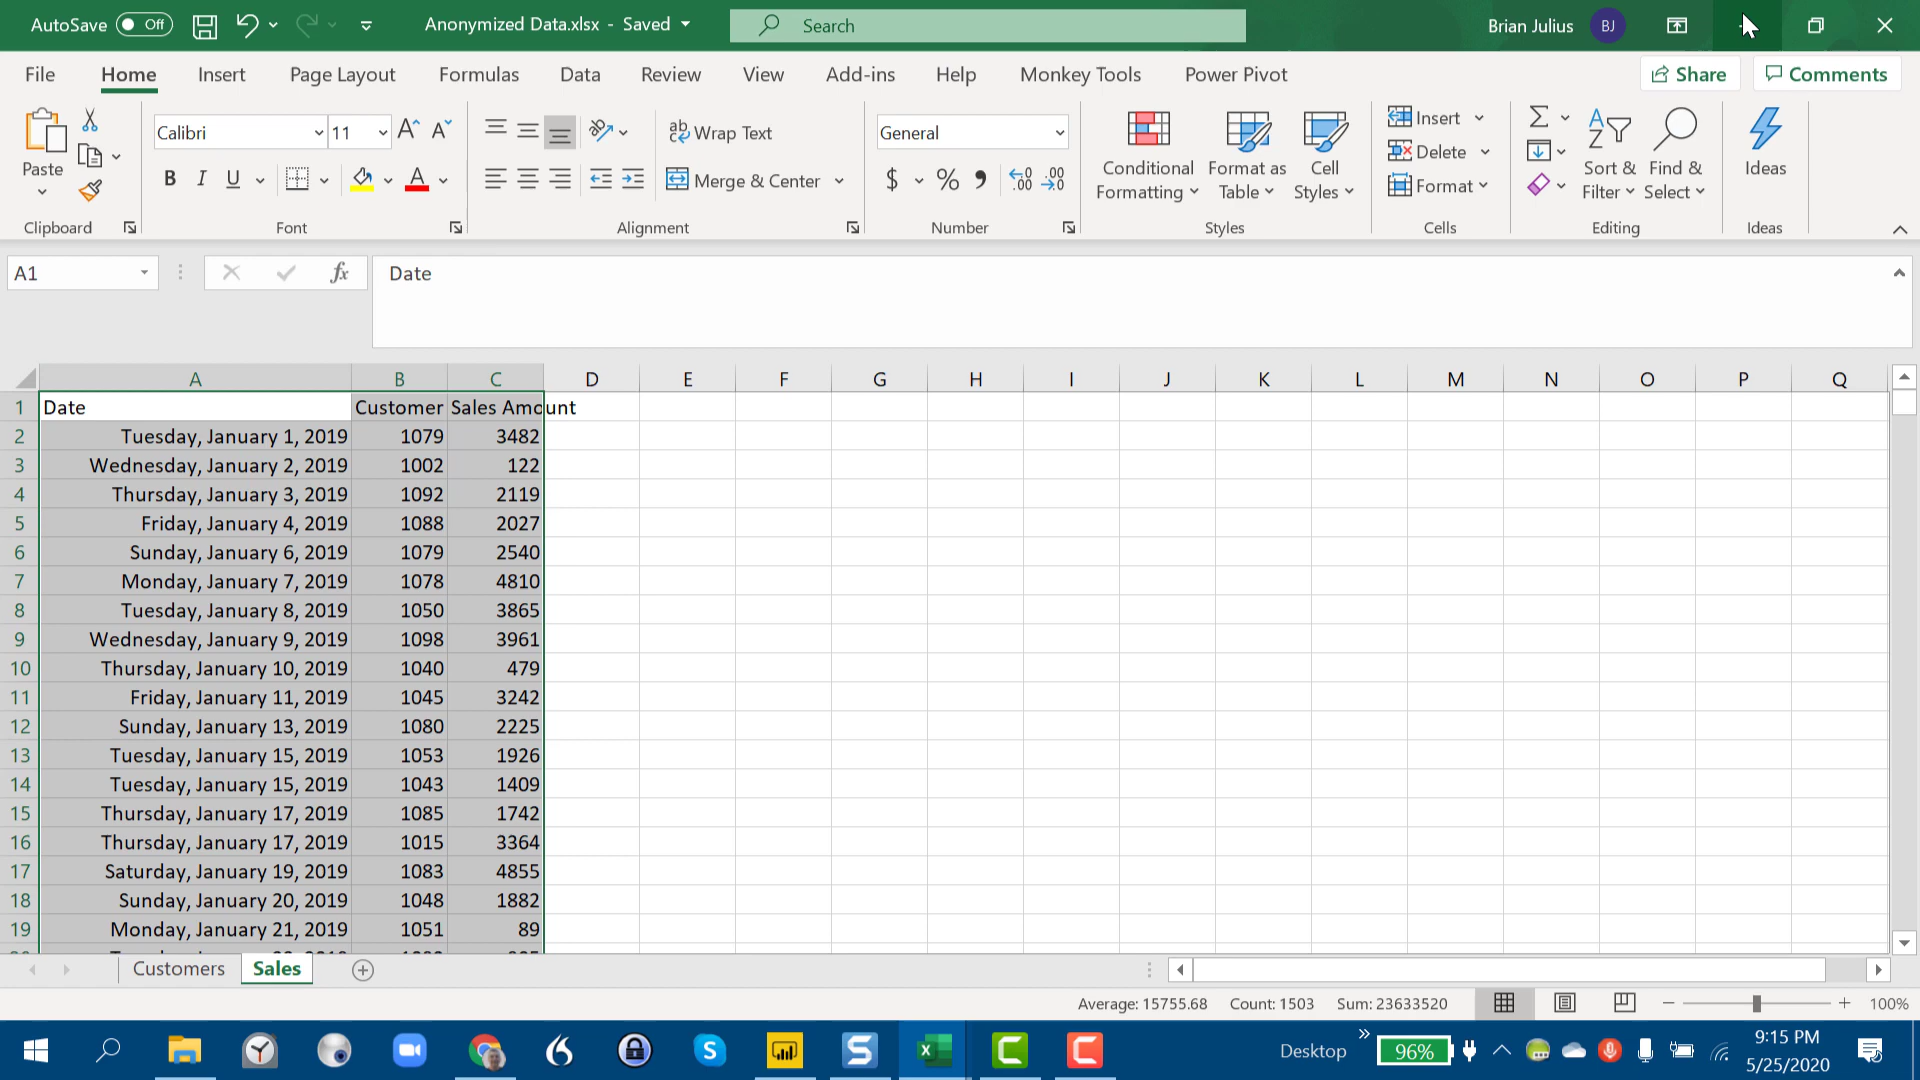 AutoSave Off Anonymized Data.xlsx - Saved Search Brian Julius BJ
File Home Insert Page Layout Formulas Data Review View Add-ins Help Monkey Tools Power Pivot Share Comments
Paste
Clipboard
Calibri 11
B I U A
Font
ab Wrap Text
Merge & Center
Alignment
General
$ % 9
Number
Conditional Formatting
Format as Table
Cell Styles
Styles
Insert
Delete
Format
Cells
Sort & Filter
Find & Select
Editing
Ideas
Ideas
A1 fx Date
A B C D E F G H I J K L M N O P Q
1 Date Customer Sales Amount
2 Tuesday, January 1, 2019 1079 3482
3 Wednesday, January 2, 2019 1002 122
4 Thursday, January 3, 2019 1092 2119
5 Friday, January 4, 2019 1088 2027
6 Sunday, January 6, 2019 1079 2540
7 Monday, January 7, 2019 1078 4810
8 Tuesday, January 8, 2019 1050 3865
9 Wednesday, January 9, 2019 1098 3961
10 Thursday, January 10, 2019 1040 479
11 Friday, January 11, 2019 1045 3242
12 Sunday, January 13, 2019 1080 2225
13 Tuesday, January 15, 2019 1053 1926
14 Tuesday, January 15, 2019 1043 1409
15 Thursday, January 17, 2019 1085 1742
16 Thursday, January 17, 2019 1015 3364
17 Saturday, January 19, 2019 1083 4855
18 Sunday, January 20, 2019 1048 1882
19 Monday, January 21, 2019 1051 89
Customers Sales
Average: 15755.68 Count: 1503 Sum: 23633520 100%
Desktop 96% 9:15 PM
5/25/2020